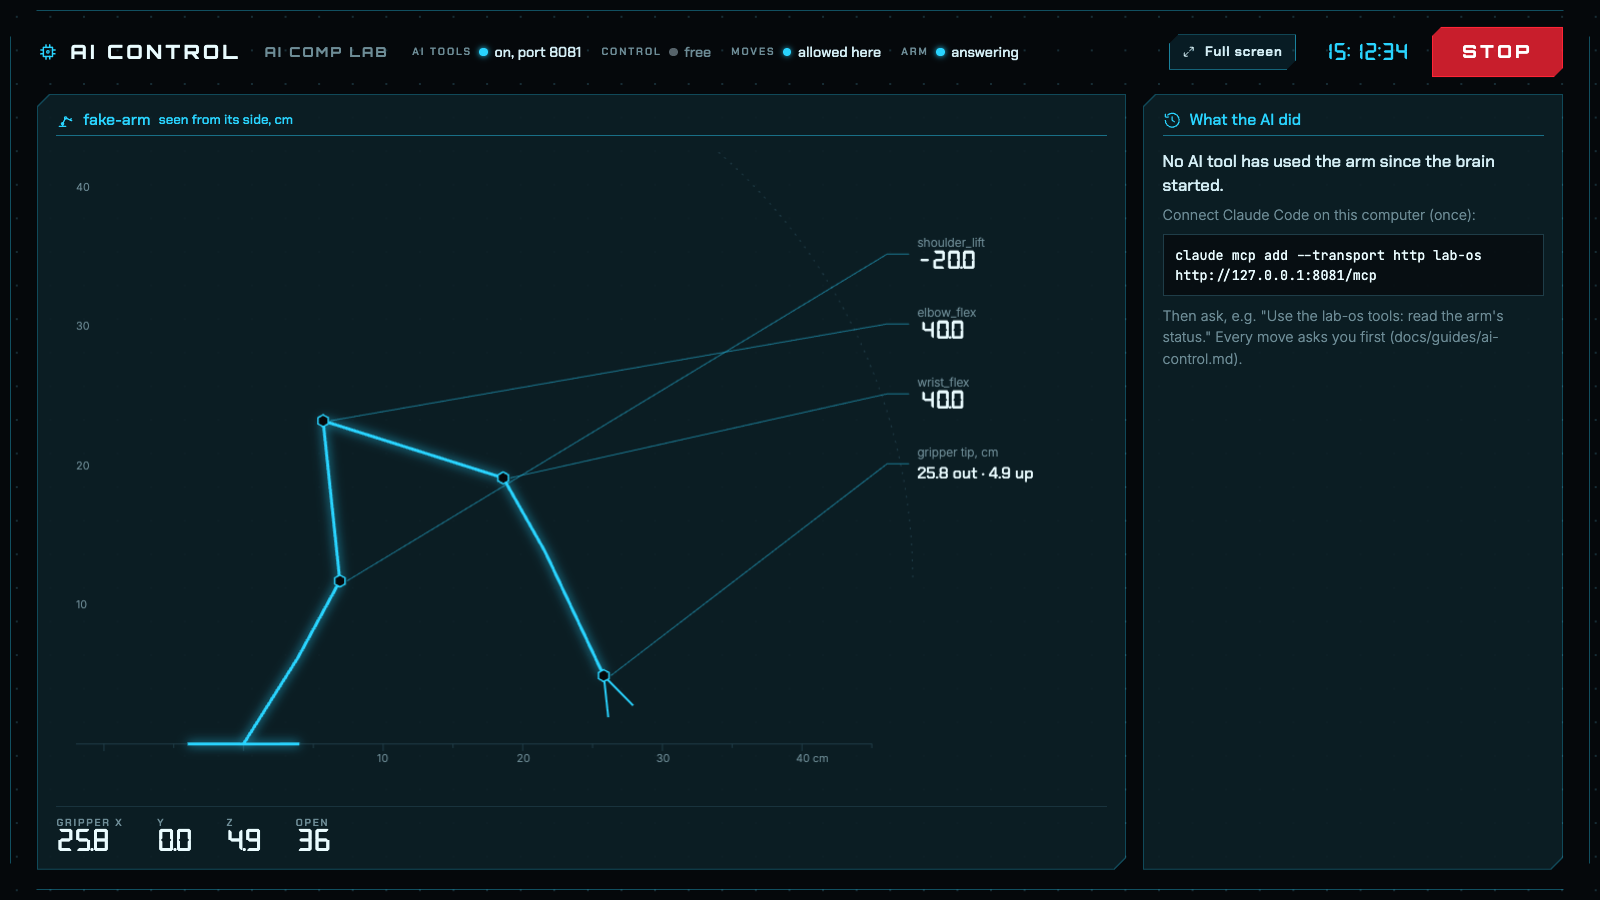 AI CONTROL
AI COMP LAB
AI TOOLS on, port 8081
CONTROL free
MOVES allowed here
ARM answering
Full screen
15:12:34
STOP
fake-arm seen from its side, cm
40
30
20
10
shoulder_lift
-20.0
elbow_flex
40.0
wrist_flex
40.0
gripper tip, cm
25.8 out · 4.9 up
10 20 30 40 cm
GRIPPER X Y Z OPEN
25.8 0.0 4.9 36
What the AI did
No AI tool has used the arm since the brain
started.
Connect Claude Code on this computer (once):
claude mcp add --transport http lab-os
http://127.0.0.1:8081/mcp
Then ask, e.g. "Use the lab-os tools: read the arm's
status." Every move asks you first (docs/guides/ai-
control.md).